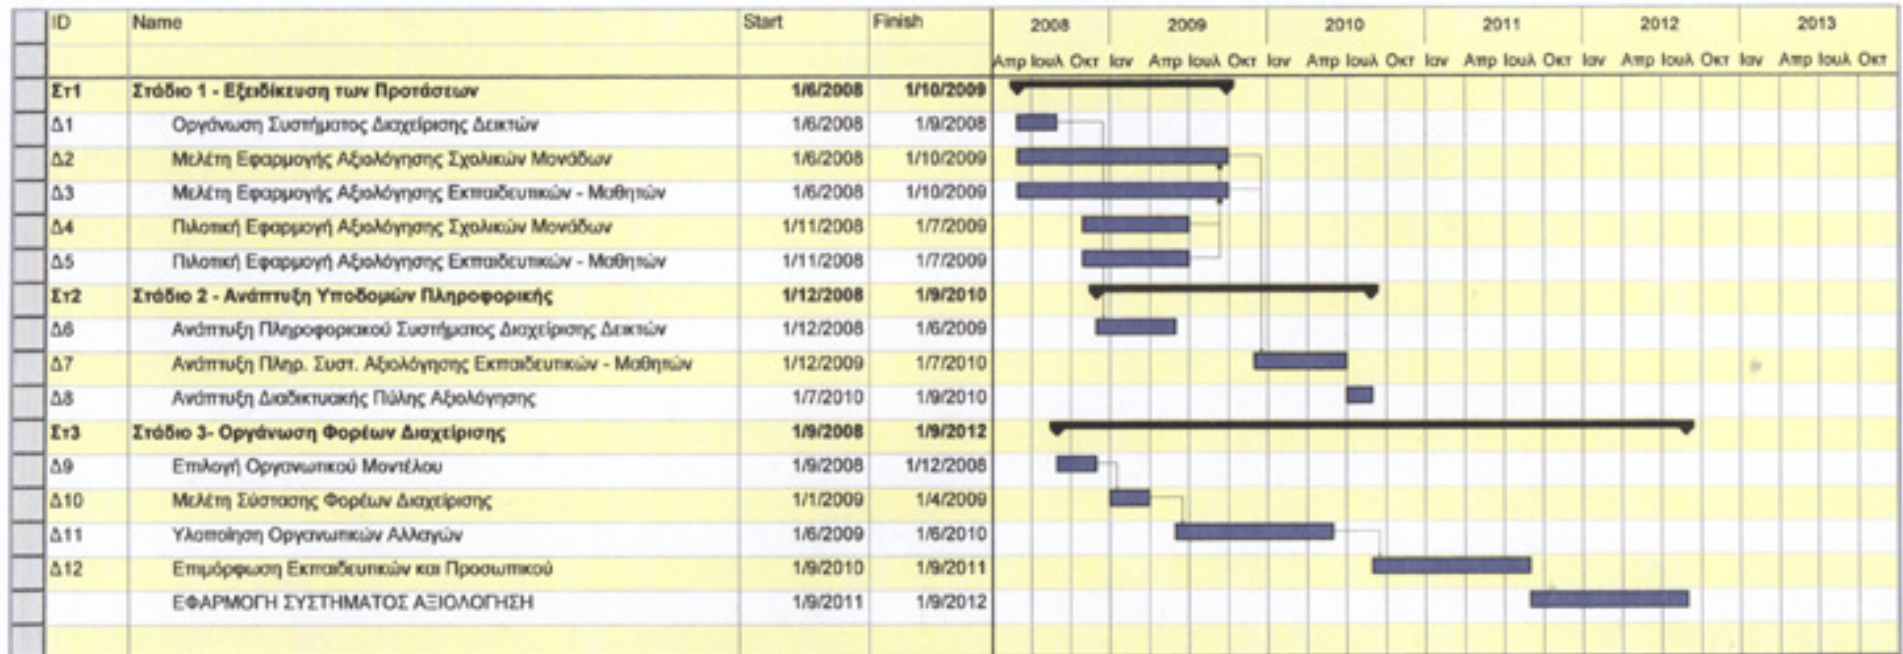 ID Name Start Finish 2008 2009 2010 2011 2012 2013
Απρ Ιουλ Οκτ Ιαν Απρ Ιουλ Οκτ Ιαν Απρ Ιουλ Οκτ Ιαν Απρ Ιουλ Οκτ Ιαν Απρ Ιουλ Οκτ Ιαν Απρ Ιουλ Οκτ
Στ1 Στάδιο 1 - Εξειδίκευση των Προτάσεων 1/6/2008 1/10/2009
Δ1 Οργάνωση Συστήματος Διαχείρισης Δεικτών 1/6/2008 1/9/2008
Δ2 Μελέτη Εφαρμογής Αξιολόγησης Σχολικών Μονάδων 1/6/2008 1/10/2009
Δ3 Μελέτη Εφαρμογής Αξιολόγησης Εκπαιδευτικών - Μαθητών 1/6/2008 1/10/2009
Δ4 Πιλοτική Εφαρμογή Αξιολόγησης Σχολικών Μονάδων 1/11/2008 1/7/2009
Δ5 Πιλοτική Εφαρμογή Αξιολόγησης Εκπαιδευτικών - Μαθητών 1/11/2008 1/7/2009
Στ2 Στάδιο 2 - Ανάπτυξη Υποδομών Πληροφορικής 1/12/2008 1/9/2010
Δ6 Ανάπτυξη Πληροφοριακού Συστήματος Διαχείρισης Δεικτών 1/12/2008 1/6/2009
Δ7 Ανάπτυξη Πληρ. Συστ. Αξιολόγησης Εκπαιδευτικών - Μαθητών 1/12/2009 1/7/2010
Δ8 Ανάπτυξη Διαδικτυακής Πύλης Αξιολόγησης 1/7/2010 1/9/2010
Στ3 Στάδιο 3- Οργάνωση Φορέων Διαχείρισης 1/9/2008 1/9/2012
Δ9 Επιλογή Οργανωτικού Μοντέλου 1/9/2008 1/12/2008
Δ10 Μελέτη Σύστασης Φορέων Διαχείρισης 1/1/2009 1/4/2009
Δ11 Υλοποίηση Οργανωτικών Αλλαγών 1/6/2009 1/6/2010
Δ12 Επιμόρφωση Εκπαιδευτικών και Προσωπικού 1/9/2010 1/9/2011
ΕΦΑΡΜΟΓΗ ΣΥΣΤΗΜΑΤΟΣ ΑΞΙΟΛΟΓΗΣΗ 1/9/2011 1/9/2012